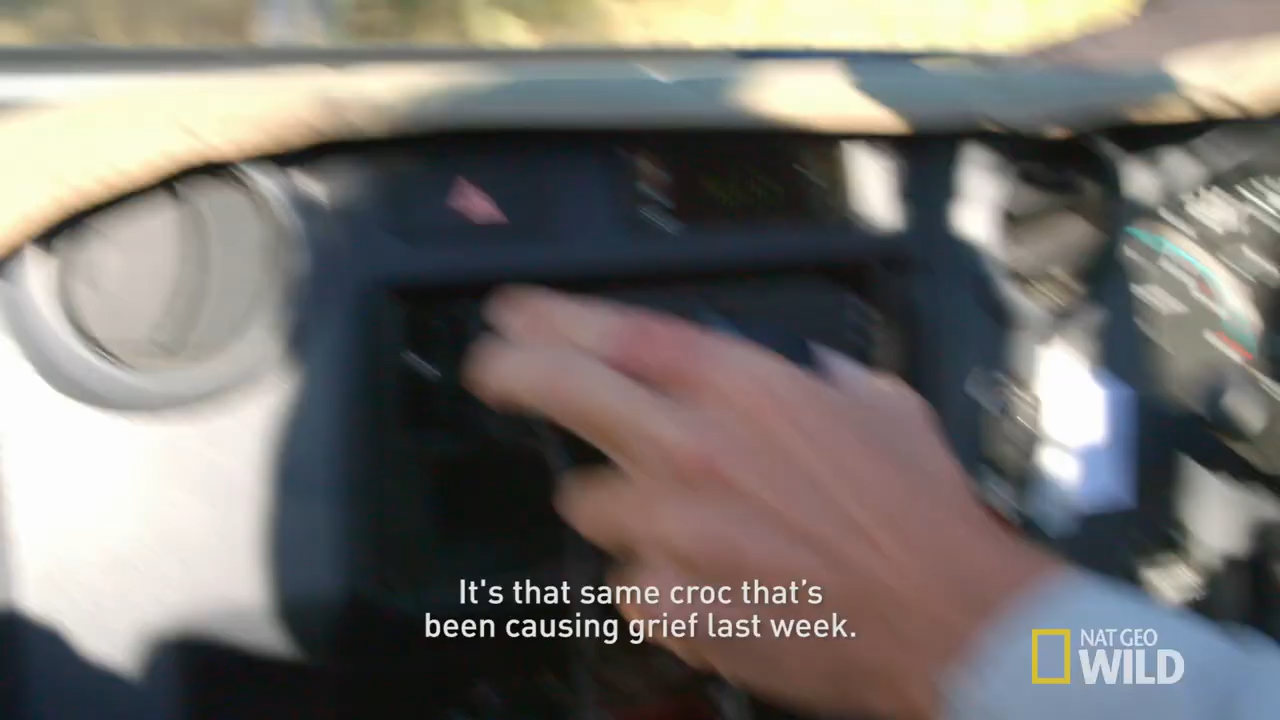 It's that same croc that's
been causing grief last week.
NAT GEO
WILD